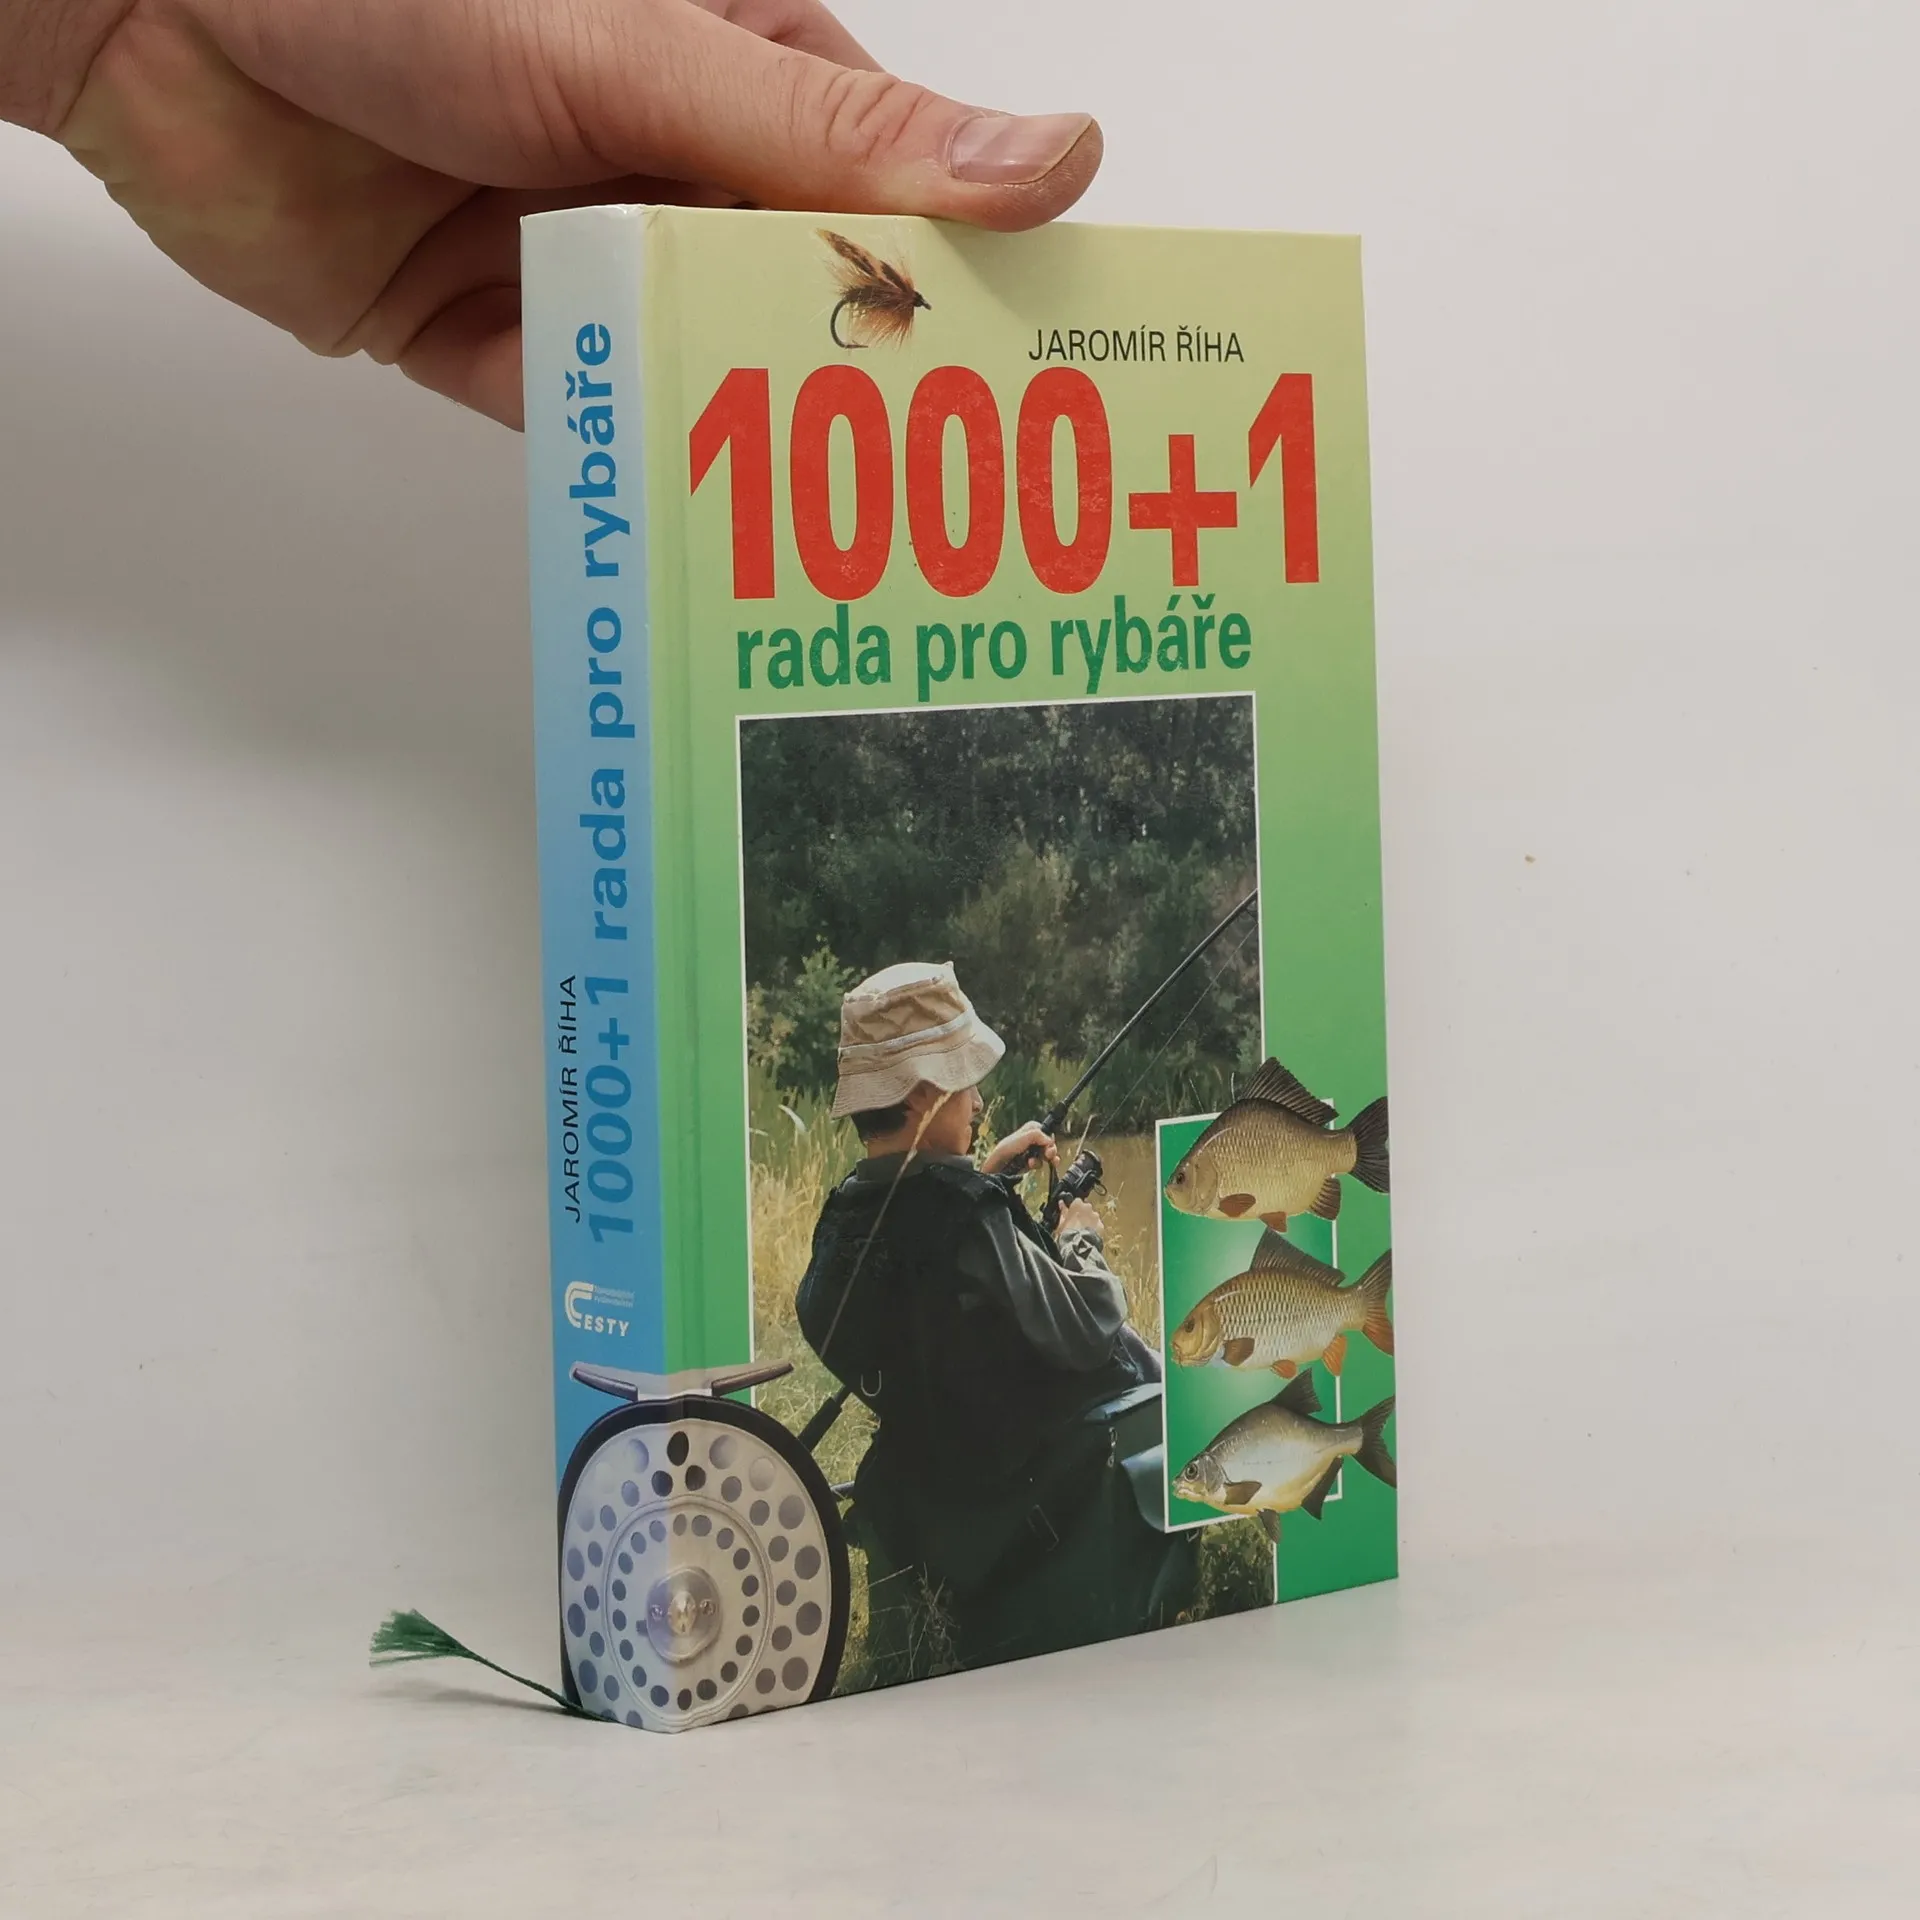 JAROMÍR ŘÍHA
1000+1
rada pro rybáře
JAROMÍR ŘÍHA
1000+1 rada pro rybáře
CESTY